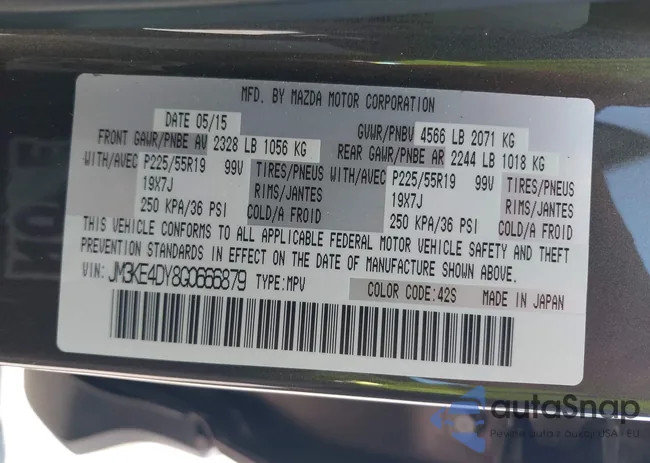 MFD. BY MAZDA MOTOR CORPORATION
DATE 05/15 GVWR/PNBV 4566 LB 2071 KG
FRONT GAWR/PNBE AV 2328 LB 1056 KG REAR GAWR/PNBE AR 2244 LB 1018 KG
WITH/AVEC P225/55R19 99V TIRES/PNEUS WITH/AVEC P225/55R19 99V TIRES/PNEUS
19X7J RIMS/JANTES 19X7J RIMS/JANTES
250 KPA/36 PSI COLD/A FROID 250 KPA/36 PSI COLD/A FROID
THIS VEHICLE CONFORMS TO ALL APPLICABLE FEDERAL MOTOR VEHICLE SAFETY AND THEFT
PREVENTION STANDARDS IN EFFECT ON THE DATE OF MANUFACTURE SHOWN ABOVE.
VIN: JM3KE4DY8G0666879 TYPE:MPV COLOR CODE:42S MADE IN JAPAN
autoSnap
Pewne auta z aukcji USA i EU